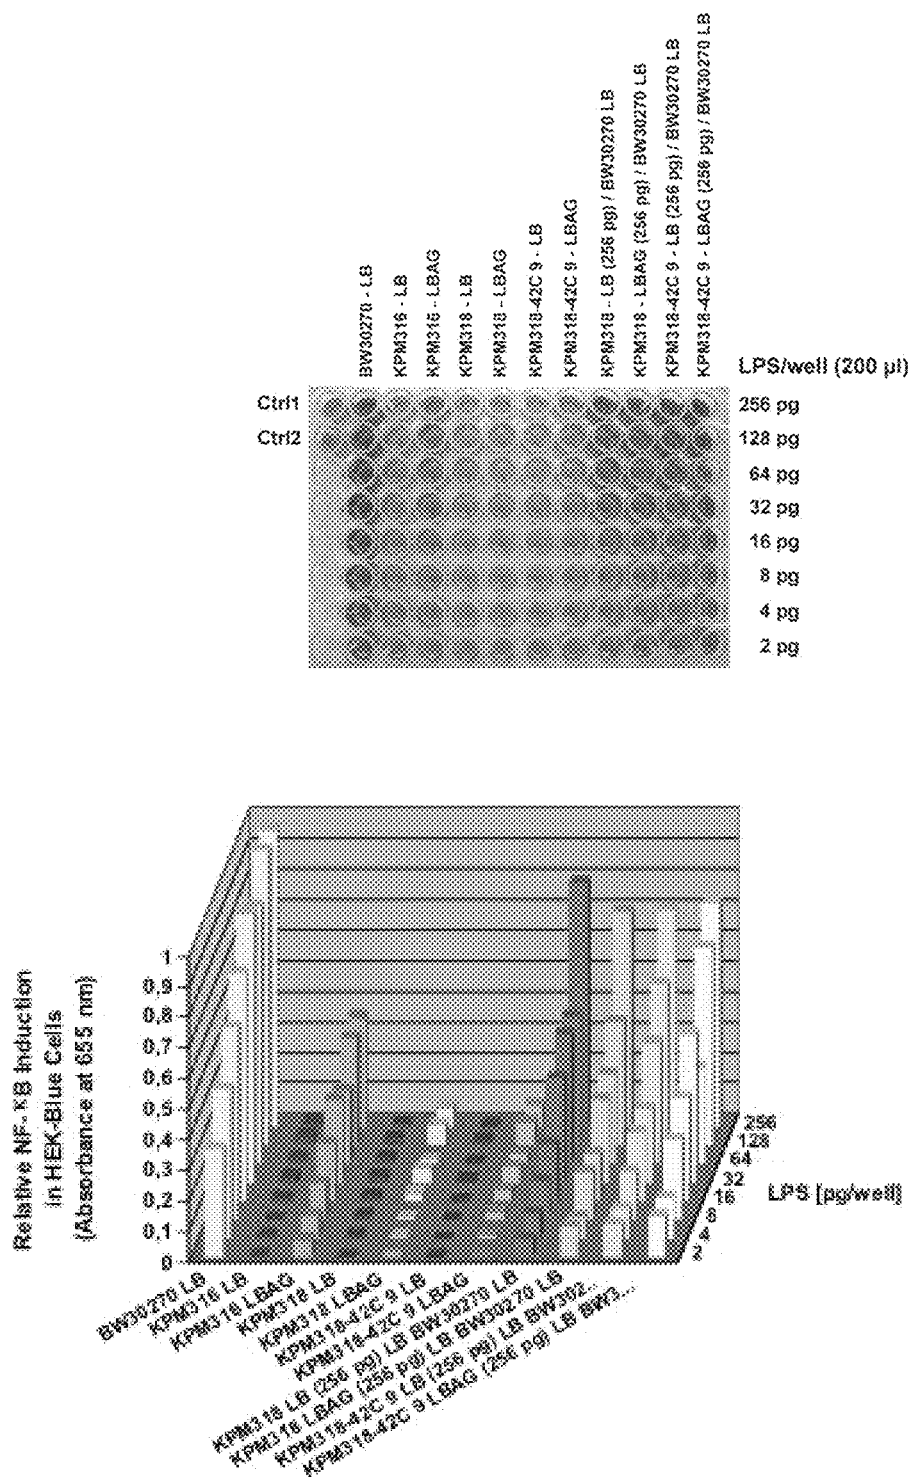 BW30270 - LB
KPM316 - LB
KPM316 - LBAG
KPM318 - LB
KPM318 - LBAG
KPM318-42C 9 - LB
KPM318-42C 9 - LBAG
KPM318 - LB (256 pg) / BW30270 LB
KPM318 - LBAG (256 pg) / BW30270 LB
KPM318-42C 9 - LB (256 pg) / BW30270 LB
KPM318-42C 9 - LBAG (256 pg) / BW30270 LB
LPS/well (200 µl)
Ctrl1
256 pg
Ctrl2
128 pg
64 pg
32 pg
16 pg
8 pg
4 pg
2 pg
Relative NF-κB Induction
in HEK-Blue Cells
(Absorbance at 655 nm)
1
0,9
0,8
0,7
0,6
0,5
0,4
0,3
0,2
0,1
0
256
128
64
32
16
8
4
2
LPS [pg/well]
BW30270 LB
KPM316 LB
KPM316 LBAG
KPM318 LB
KPM318 LBAG
KPM318-42C 9 LB
KPM318-42C 9 LBAG
KPM318 LB (256 pg) LB BW30270 LB
KPM318 LBAG (256 pg) LB BW30270 LB
KPM318-42C 9 LB (256 pg) LB BW302...
KPM318-42C 9 LBAG (256 pg) LB BW3...